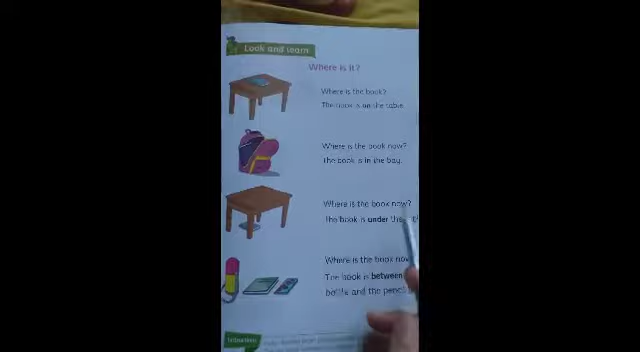 Look and learn
Where is it?
Where is the book?
The book is on the table.
Where is the book now?
The book is in the bag.
Where is the book now?
The book is under the
Where is the book now
The book is between
bottle and the pencil